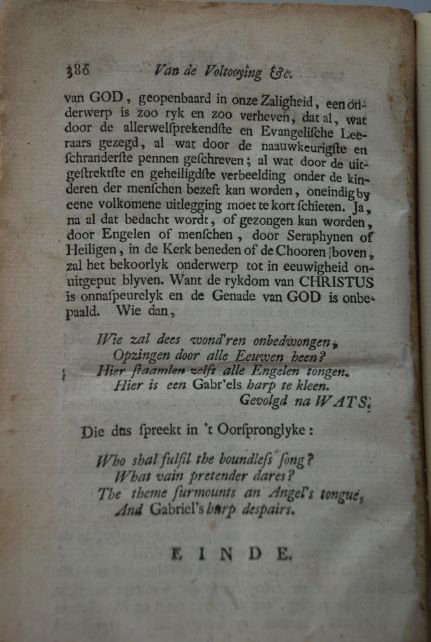 386 Van de Voltooying &c.
van GOD, geopenbaard in onze Zaligheid, een ón-
derwerp is zoo ryk en zoo verheven, dat al, wat
door de allerwelſprekendſte en Evangeliſche Lee-
raars gezegd, al wat door de naauwkeurigſte en
ſchranderſte pennen geſchreven; al wat door de uit-
geſtrektſte en geheiligdſte verbeelding onder de kin-
deren der menſchen bezeft kan worden, oneindig by
eene volkomene uitlegging moet te kort ſchieten. Ja,
na al dat bedacht wordt, of gezongen kan worden,
door Engelen of menſchen, door Seraphynen of
Heiligen, in de Kerk beneden of de Chooren boven,
zal het bekoorlyk onderwerp tot in eeuwigheid on-
uitgeput blyven. Want de rykdom van CHRISTUS
is onnaſpeurelyk en de Genade van GOD is onbe-
paald. Wie dan,
Wie zal dees wond'ren onbedwongen,
Opzingen door alle Eeuwen heen?
Hier ſtaamlen zelfs alle Engelen tongen.
Hier is een Gabr'els harp te kleen.
Gevolgd na WATS.
Die dus ſpreekt in 't Oorſpronglyke:
Who shal fulfil the boundleſs ſong?
What vain pretender dares?
The theme ſurmounts an Angel's tongue,
And Gabriel's harp despairs.
EINDE.